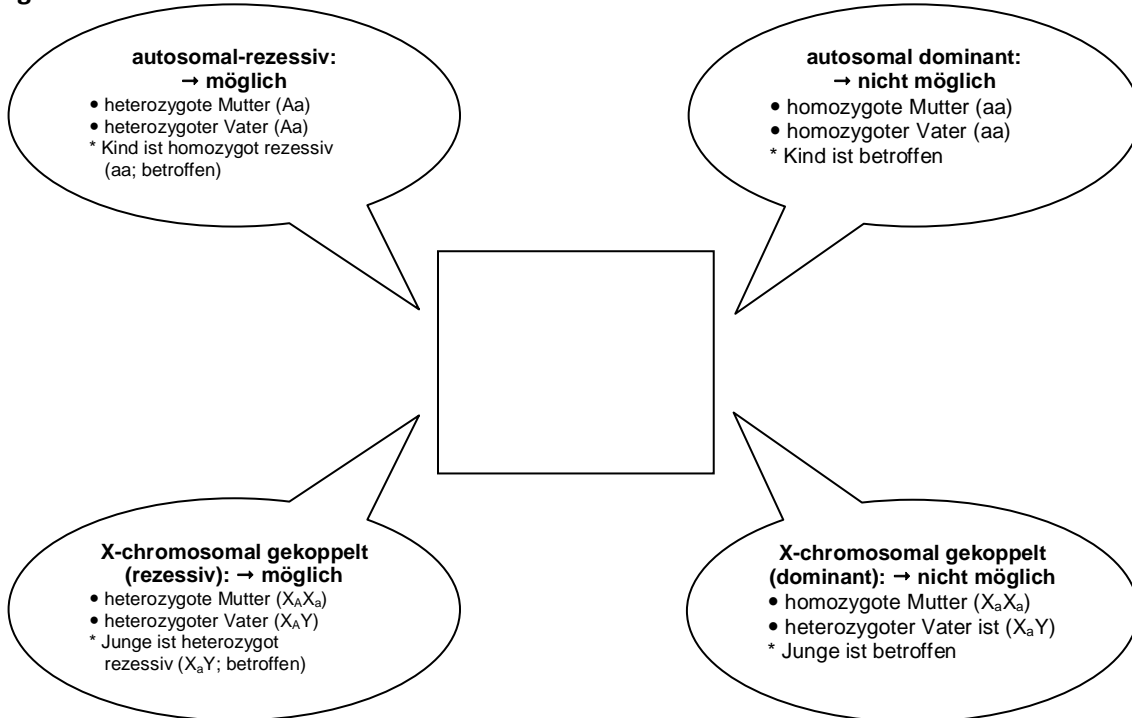 autosomal-rezessiv:
→ möglich
• heterozygote Mutter (Aa)
• heterozygoter Vater (Aa)
* Kind ist homozygot rezessiv
(aa; betroffen)
autosomal dominant:
→ nicht möglich
• homozygote Mutter (aa)
• homozygoter Vater (aa)
* Kind ist betroffen
X-chromosomal gekoppelt
(rezessiv): → möglich
• heterozygote Mutter (XAXa)
• heterozygoter Vater (XAY)
* Junge ist heterozygot
rezessiv (XaY; betroffen)
X-chromosomal gekoppelt
(dominant): → nicht möglich
• homozygote Mutter (XaXa)
• heterozygoter Vater ist (XaY)
* Junge ist betroffen